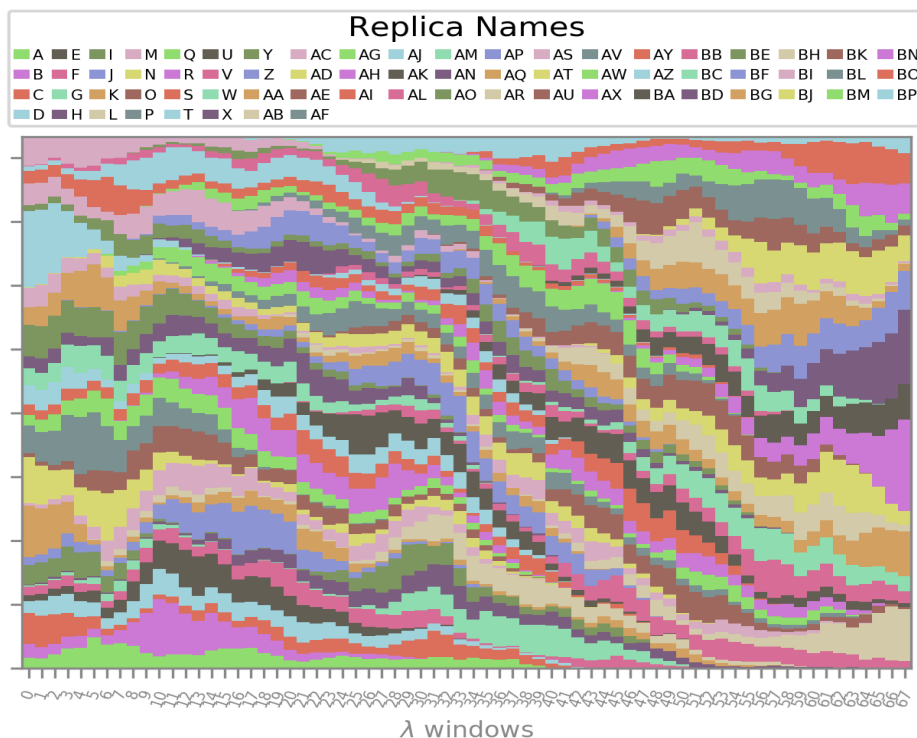 Replica Names
A E I M Q U Y AC AG AJ AM AP AS AV AY BB BE BH BK BN
B F J N R V Z AD AH AK AN AQ AT AW AZ BC BF BI BL BO
C G K O S W AA AE AI AL AO AR AU AX BA BD BG BJ BM BP
D H L P T X AB AF
0 1 2 3 4 5 6 7 8 9 10 11 12 13 14 15 16 17 18 19 20 21 22 23 24 25 26 27 28 29 30 31 32 33 34 35 36 37 38 39 40 41 42 43 44 45 46 47 48 49 50 51 52 53 54 55 56 57 58 59 60 61 62 63 64 65 66 67
λ windows